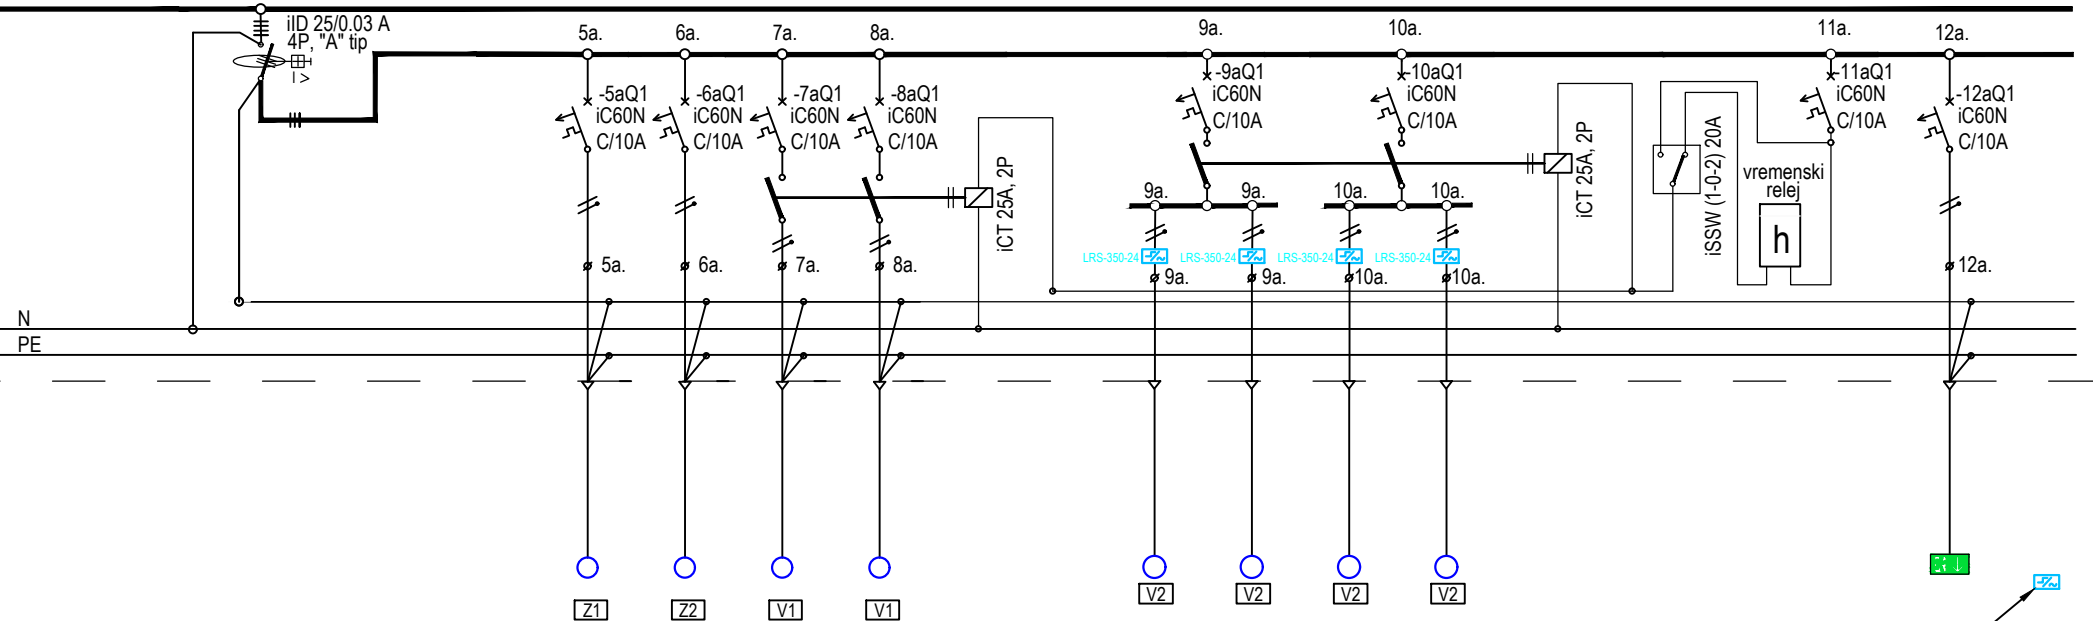 iID 25/0.03 A
4P, "A" tip
I >
5a.
6a.
7a.
8a.
9a.
10a.
11a.
12a.
-5aQ1
iC60N
C/10A
-6aQ1
iC60N
C/10A
-7aQ1
iC60N
C/10A
-8aQ1
iC60N
C/10A
-9aQ1
iC60N
C/10A
-10aQ1
iC60N
C/10A
-11aQ1
iC60N
C/10A
-12aQ1
iC60N
C/10A
iCT 25A, 2P
iCT 25A, 2P
iSSW (1-0-2) 20A
vremenski
relej
h
9a.
9a.
10a.
10a.
LRS-350-24
LRS-350-24
LRS-350-24
LRS-350-24
5a.
6a.
7a.
8a.
9a.
9a.
10a.
10a.
12a.
N
PE
Z1
Z2
V1
V1
V2
V2
V2
V2